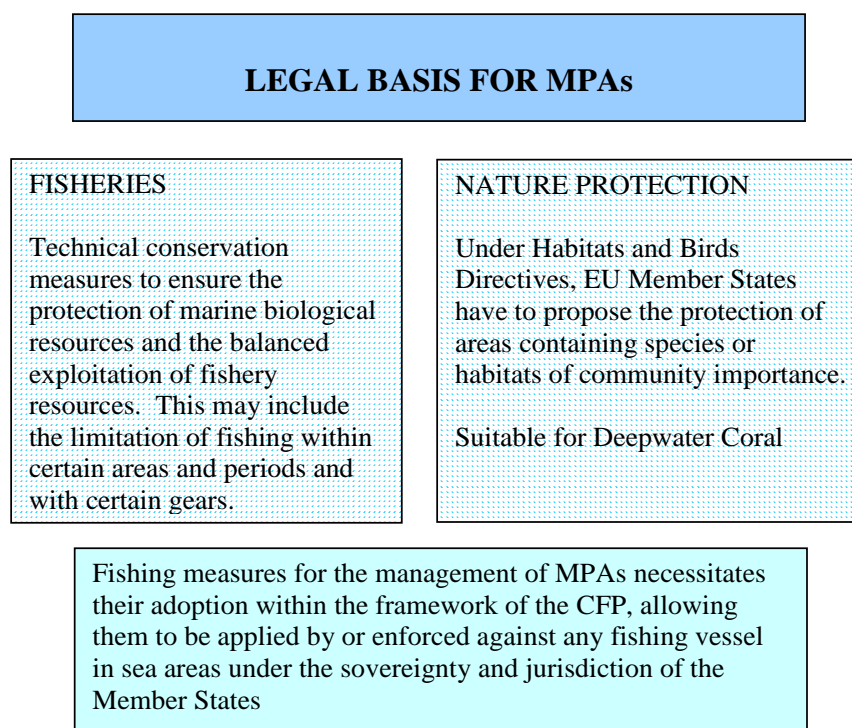 LEGAL BASIS FOR MPAs
FISHERIES
Technical conservation
measures to ensure the
protection of marine biological
resources and the balanced
exploitation of fishery
resources.  This may include
the limitation of fishing within
certain areas and periods and
with certain gears.
NATURE PROTECTION
Under Habitats and Birds
Directives, EU Member States
have to propose the protection of
areas containing species or
habitats of community importance.
Suitable for Deepwater Coral
Fishing measures for the management of MPAs necessitates
their adoption within the framework of the CFP, allowing
them to be applied by or enforced against any fishing vessel
in sea areas under the sovereignty and jurisdiction of the
Member States